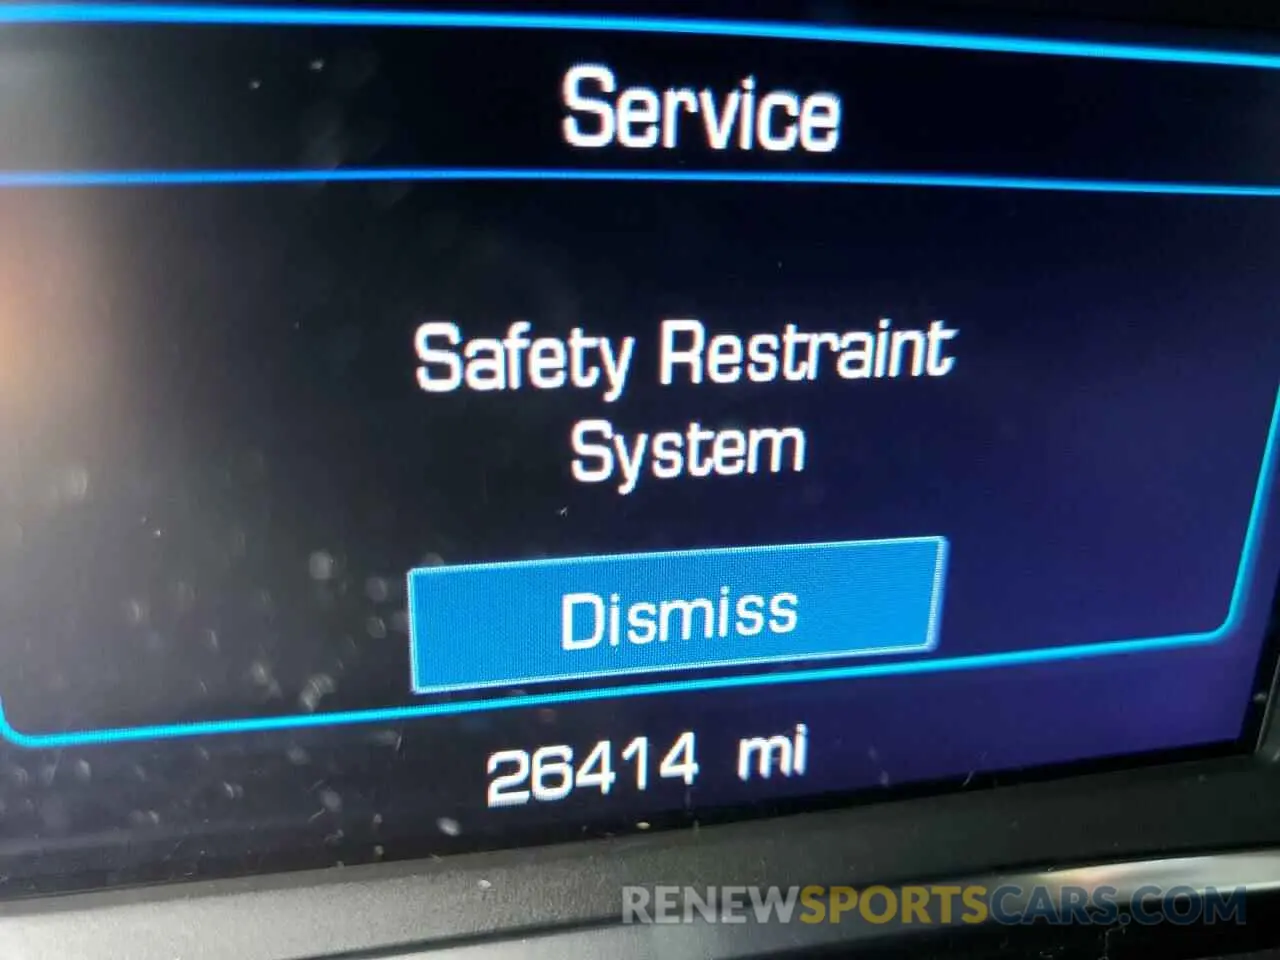 Service
Safety Restraint
System
Dismiss
26414 mi
RENEWSPORTSCARS.COM